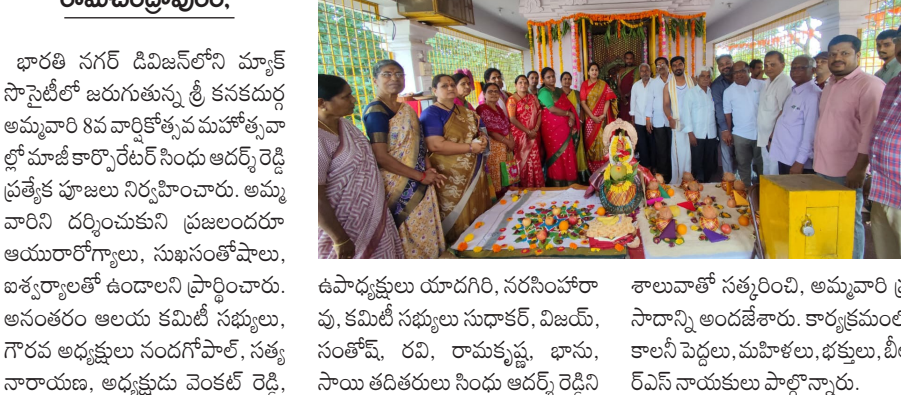 భారతి నగర్ డివిజన్‌లోని మ్యాక్
సొసైటీలో జరుగుతున్న శ్రీ కనకదుర్గ
అమ్మవారి 8వ వార్షికోత్సవ మహోత్సవా
ల్లో మాజీ కార్పొరేటర్ సింధు ఆదర్శ్ రెడ్డి
ప్రత్యేక పూజలు నిర్వహించారు. అమ్మ
వారిని దర్శించుకుని ప్రజలందరూ
ఆయురారోగ్యాలు, సుఖసంతోషాలు,
ఐశ్వర్యాలతో ఉండాలని ప్రార్థించారు.
అనంతరం ఆలయ కమిటీ సభ్యులు,
గౌరవ అధ్యక్షులు నందగోపాల్, సత్య
నారాయణ, అధ్యక్షుడు వెంకట్ రెడ్డి,
ఉపాధ్యక్షులు యాదగిరి, నరసింహారా
వు, కమిటీ సభ్యులు సుధాకర్, విజయ్,
సంతోష్, రవి, రామకృష్ణ, భాను,
సాయి తదితరులు సింధు ఆదర్శ్ రెడ్డిని
శాలువాతో సత్కరించి, అమ్మవారి
సాదాన్ని అందజేశారు. కార్యక్రమంలో
కాలనీ పెద్దలు, మహిళలు, భక్తులు,
ర్ఎస్ నాయకులు పాల్గొన్నారు.